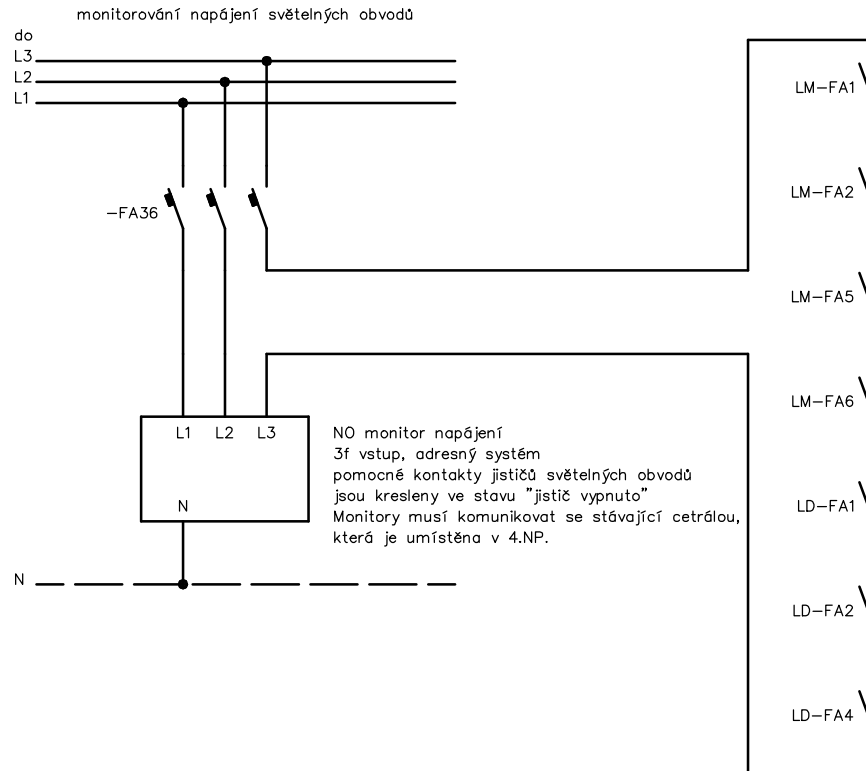 monitorování napájení světelných obvodů
do
L3
L2
L1
-FA36
L1 L2 L3
N
NO monitor napájení
3f vstup, adresný systém
pomocné kontakty jističů světelných obvodů
jsou kresleny ve stavu "jistič vypnuto"
Monitory musí komunikovat se stávající cetrálou,
která je umístěna v 4.NP.
N
LM-FA1
LM-FA2
LM-FA5
LM-FA6
LD-FA1
LD-FA2
LD-FA4